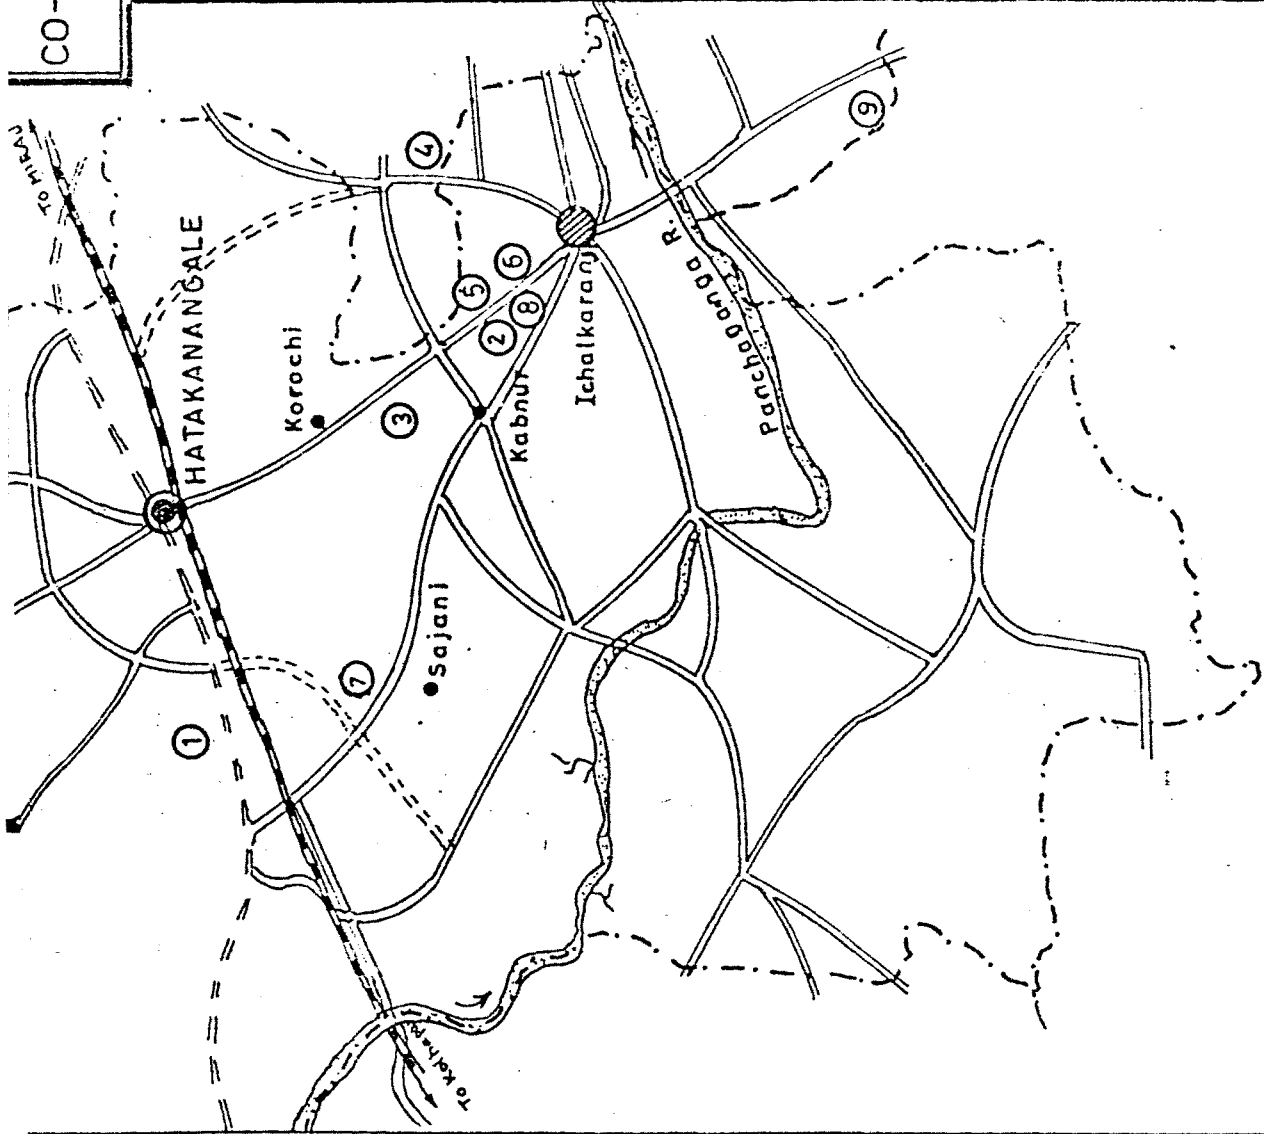 CO-
TO MIRAJ
HATAKANANGALE
Korochi
4
9
5
6
2
8
3
Ichalkaranji
Panchaganga R.
Kabnur
Sajani
7
1
TO Kolhapur